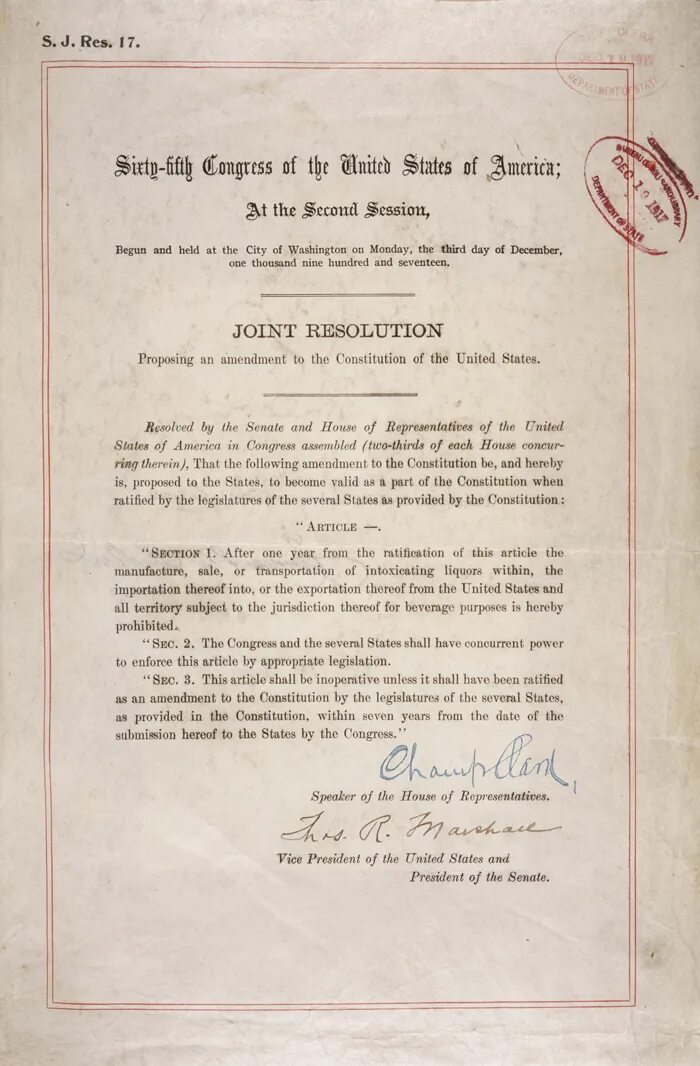 S. J. Res. 17.
DEC 19 1917
DEPARTMENT OF STATE
BUREAU OF
DEC 19 1917
DEPARTMENT OF STATE
Sixty-fifth Congress of the United States of America;
At the Second Session,
Begun and held at the City of Washington on Monday, the third day of December,
one thousand nine hundred and seventeen.
JOINT RESOLUTION
Proposing an amendment to the Constitution of the United States.
Resolved by the Senate and House of Representatives of the United
States of America in Congress assembled (two-thirds of each House concur-
ring therein), That the following amendment to the Constitution be, and hereby
is, proposed to the States, to become valid as a part of the Constitution when
ratified by the legislatures of the several States as provided by the Constitution:
"ARTICLE —.
"SECTION 1. After one year from the ratification of this article the
manufacture, sale, or transportation of intoxicating liquors within, the
importation thereof into, or the exportation thereof from the United States and
all territory subject to the jurisdiction thereof for beverage purposes is hereby
prohibited.
"SEC. 2. The Congress and the several States shall have concurrent power
to enforce this article by appropriate legislation.
"SEC. 3. This article shall be inoperative unless it shall have been ratified
as an amendment to the Constitution by the legislatures of the several States,
as provided in the Constitution, within seven years from the date of the
submission hereof to the States by the Congress."
Champ Clark
Speaker of the House of Representatives.
Thos. R. Marshall
Vice President of the United States and
President of the Senate.